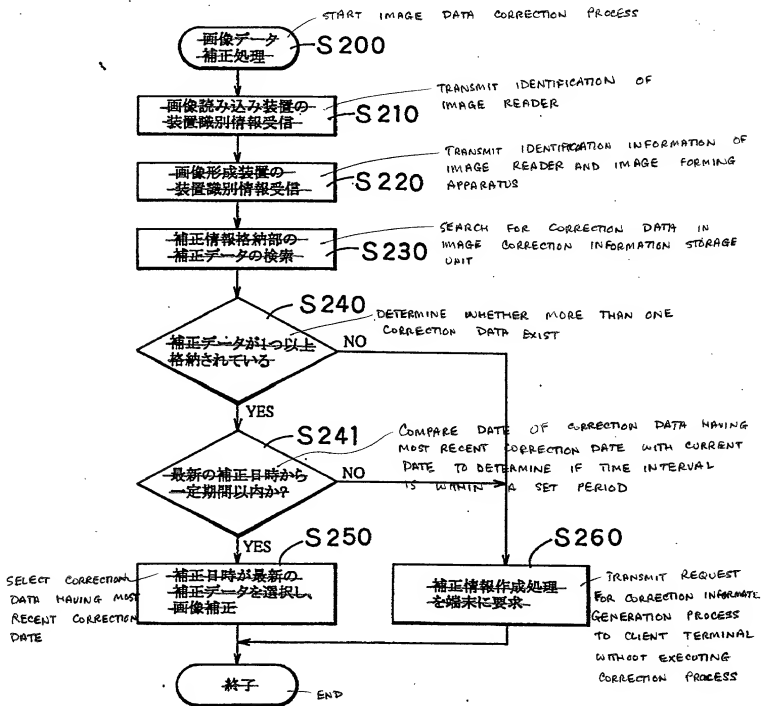 START IMAGE DATA CORRECTION PROCESS
画像データ
補正処理
S200
画像読み込み装置の
装置識別情報受信
S210
TRANSMIT IDENTIFICATION OF
IMAGE READER
画像形成装置の
装置識別情報受信
S220
TRANSMIT IDENTIFICATION INFORMATION OF
IMAGE READER AND IMAGE FORMING
APPARATUS
補正情報格納部の
補正データの検索
S230
SEARCH FOR CORRECTION DATA IN
IMAGE CORRECTION INFORMATION STORAGE
UNIT
S240
DETERMINE WHETHER MORE THAN ONE
CORRECTION DATA EXIST
補正データが1つ以上
格納されている
NO
YES
S241
COMPARE DATE OF CORRECTION DATA HAVING
MOST RECENT CORRECTION DATE WITH CURRENT
DATE TO DETERMINE IF TIME INTERVAL
IS WITHIN A SET PERIOD
最新の補正日時から
一定期間以内か?
NO
YES
S250
SELECT CORRECTION
DATA HAVING MOST
RECENT CORRECTION
DATE
補正日時が最新の
補正データを選択し、
画像補正
S260
補正情報作成処理
を端末に要求
TRANSMIT REQUEST
FOR CORRECTION INFORMATE
GENERATION PROCESS
TO CLIENT TERMINAL
WITHOUT EXECUTING
CORRECTION PROCESS
終了
END